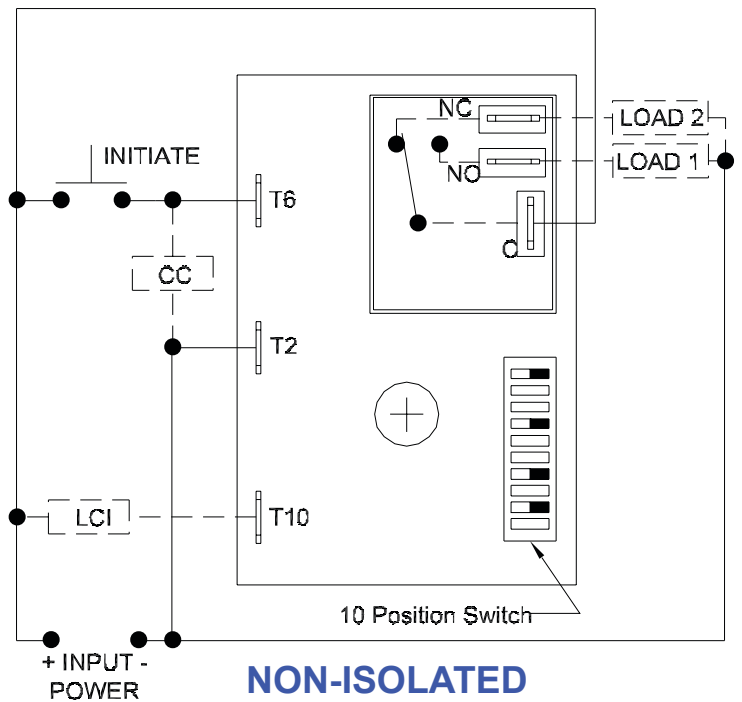 NC
LOAD 2
INITIATE
LOAD 1
NO
T6
C
CC
T2
LCI
T10
10 Position Switch
+ INPUT -
POWER
NON-ISOLATED